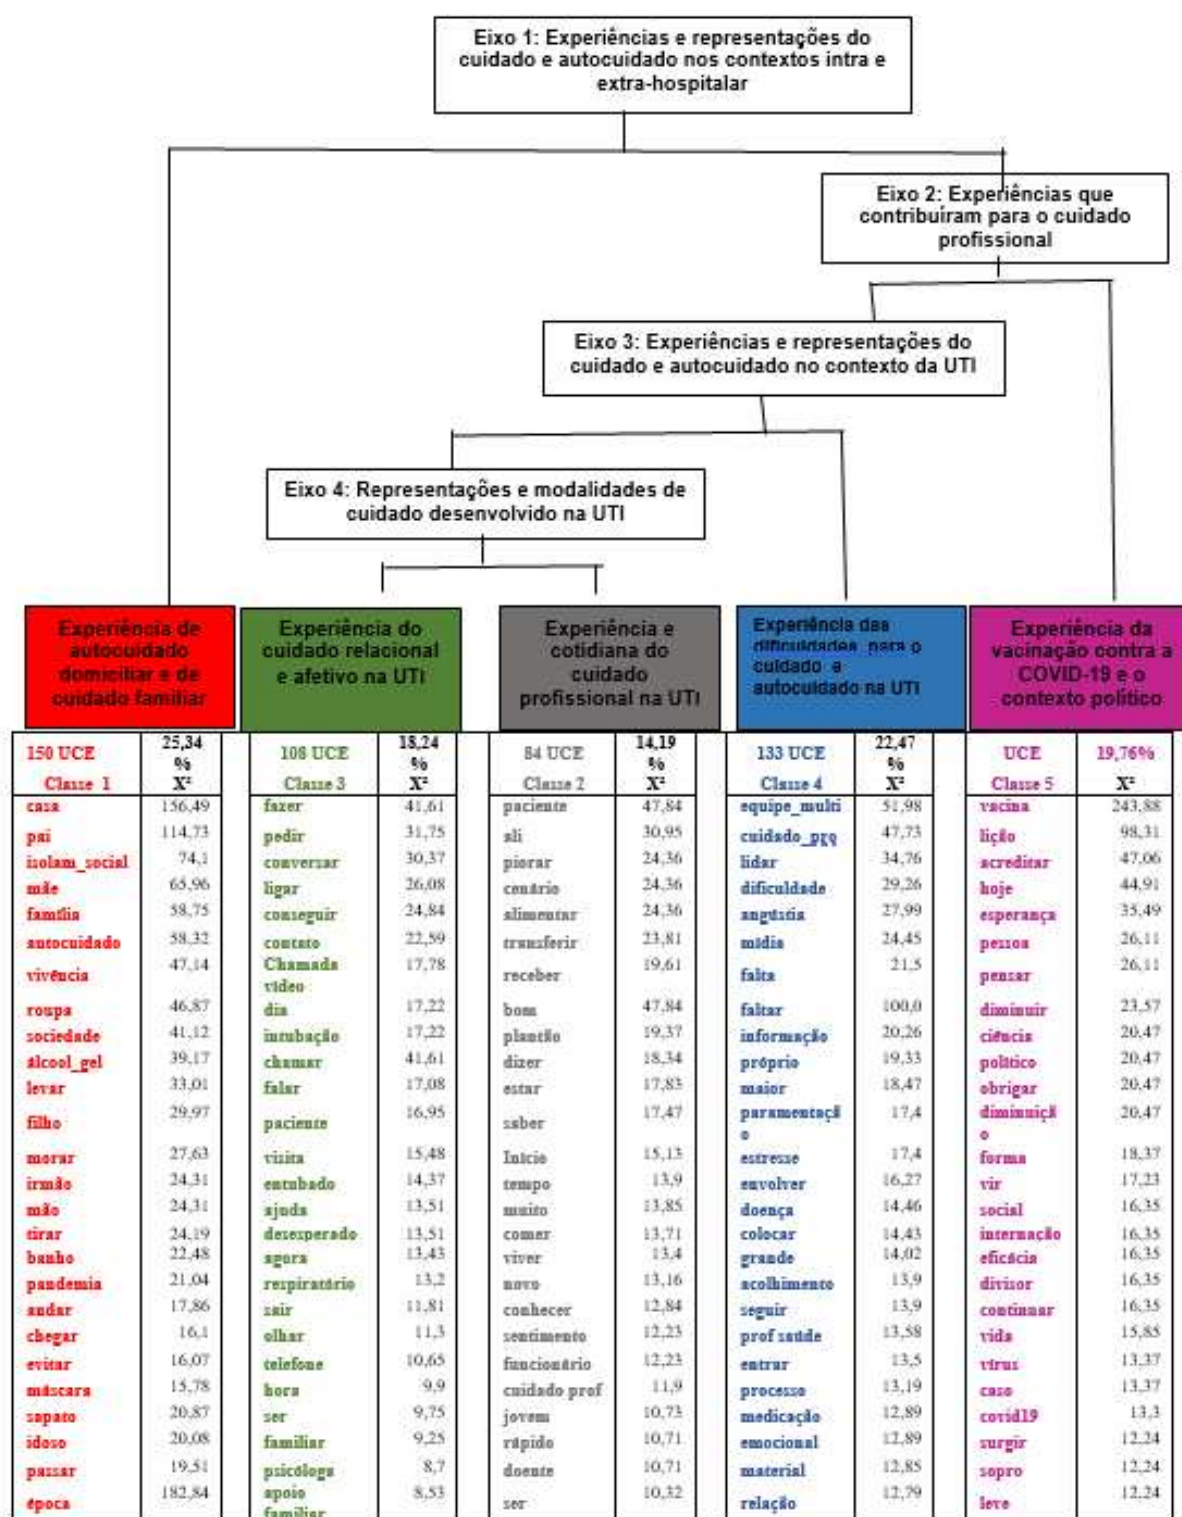 Eixo 1: Experiências e representações do
cuidado e autocuidado nos contextos intra e
extra-hospitalar
Eixo 2: Experiências que
contribuíram para o cuidado
profissional
Eixo 3: Experiências e representações do
cuidado e autocuidado no contexto da UTI
Eixo 4: Representações e modalidades de
cuidado desenvolvido na UTI
Experiência de
autocuidado
domiciliar e de
cuidado familiar
Experiência do
cuidado relacional
e afetivo na UTI
Experiência e
cotidiana do
cuidado
profissional na UTI
Experiência das
dificuldades para o
cuidado e
autocuidado na UTI
Experiência da
vacinação contra a
COVID-19 e o
contexto político
150 UCE 25,34 %
Classe 1 X²
casa 156,49
pai 114,73
isolam_social 74,1
mãe 65,96
família 58,75
autocuidado 58,32
vivência 47,14
roupa 46,87
sociedade 41,12
álcool_gel 39,17
levar 33,01
filho 29,97
morar 27,63
irmão 24,31
mão 24,31
tirar 24,19
banho 22,48
pandemia 21,04
andar 17,86
chegar 16,1
evitar 16,07
máscara 15,78
sapato 20,87
idoso 20,08
passar 19,51
época 182,84
108 UCE 18,24 %
Classe 3 X²
fazer 41,61
pedir 31,75
conversar 30,37
ligar 26,08
conseguir 24,84
contato 22,59
Chamada 17,78
vídeo
dia 17,22
intubação 17,22
chamar 41,61
falar 17,08
paciente 16,95
visita 15,48
entubado 14,37
ajuda 13,51
desesperado 13,51
agora 13,43
respiratório 13,2
sair 11,81
olhar 11,3
telefone 10,65
hora 9,9
ser 9,75
familiar 9,25
psicóloga 8,7
apoio 8,53
familiar
84 UCE 14,19 %
Classe 2 X²
paciente 47,84
ali 30,95
piorar 24,36
cenário 24,36
alimentar 24,36
transferir 23,81
receber 19,61
bom 47,84
plantão 19,37
dizer 18,34
estar 17,83
saber 17,47
Início 15,13
tempo 13,9
muito 13,85
comer 13,71
viver 13,4
novo 13,16
conhecer 12,84
sentimento 12,23
funcionário 12,23
cuidado prof 11,9
jovem 10,73
rápido 10,71
doente 10,71
ser 10,32
133 UCE 22,47 %
Classe 4 X²
equipe_multi 51,98
cuidado_prq 47,73
lidar 34,76
dificuldade 29,26
angústia 27,99
mídia 24,45
falta 21,5
faltar 100,0
informação 20,26
próprio 19,33
maior 18,47
paramentaçã 17,4
o
estresse 17,4
envolver 16,27
doença 14,46
colocar 14,43
grande 14,02
acolhimento 13,9
seguir 13,9
prof saúde 13,58
entrar 13,5
processo 13,19
medicação 12,89
emocional 12,89
material 12,85
relação 12,79
UCE 19,76%
Classe 5 X²
vacina 243,88
lição 98,31
acreditar 47,06
hoje 44,91
esperança 35,49
pessoa 26,11
pensar 26,11
diminuir 23,57
ciência 20,47
político 20,47
obrigar 20,47
diminuiçã 20,47
o
forma 18,37
vir 17,23
social 16,35
internação 16,35
eficácia 16,35
divisor 16,35
continuar 16,35
vida 15,85
vírus 13,37
caso 13,37
covid19 13,3
surgir 12,24
sopro 12,24
leve 12,24